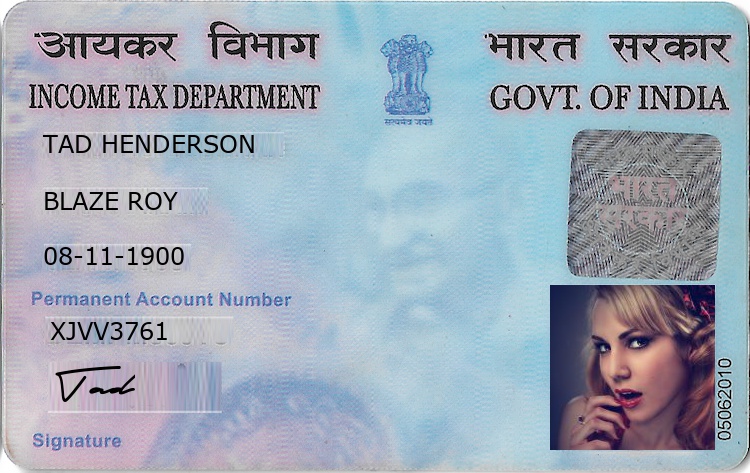 आयकर विभाग
भारत सरकार
INCOME TAX DEPARTMENT
GOVT. OF INDIA
सत्यमेव जयते
TAD HENDERSON
भारत
सरकार
BLAZE ROY
08-11-1900
Permanent Account Number
XJVV3761
Tad
05062010
Signature